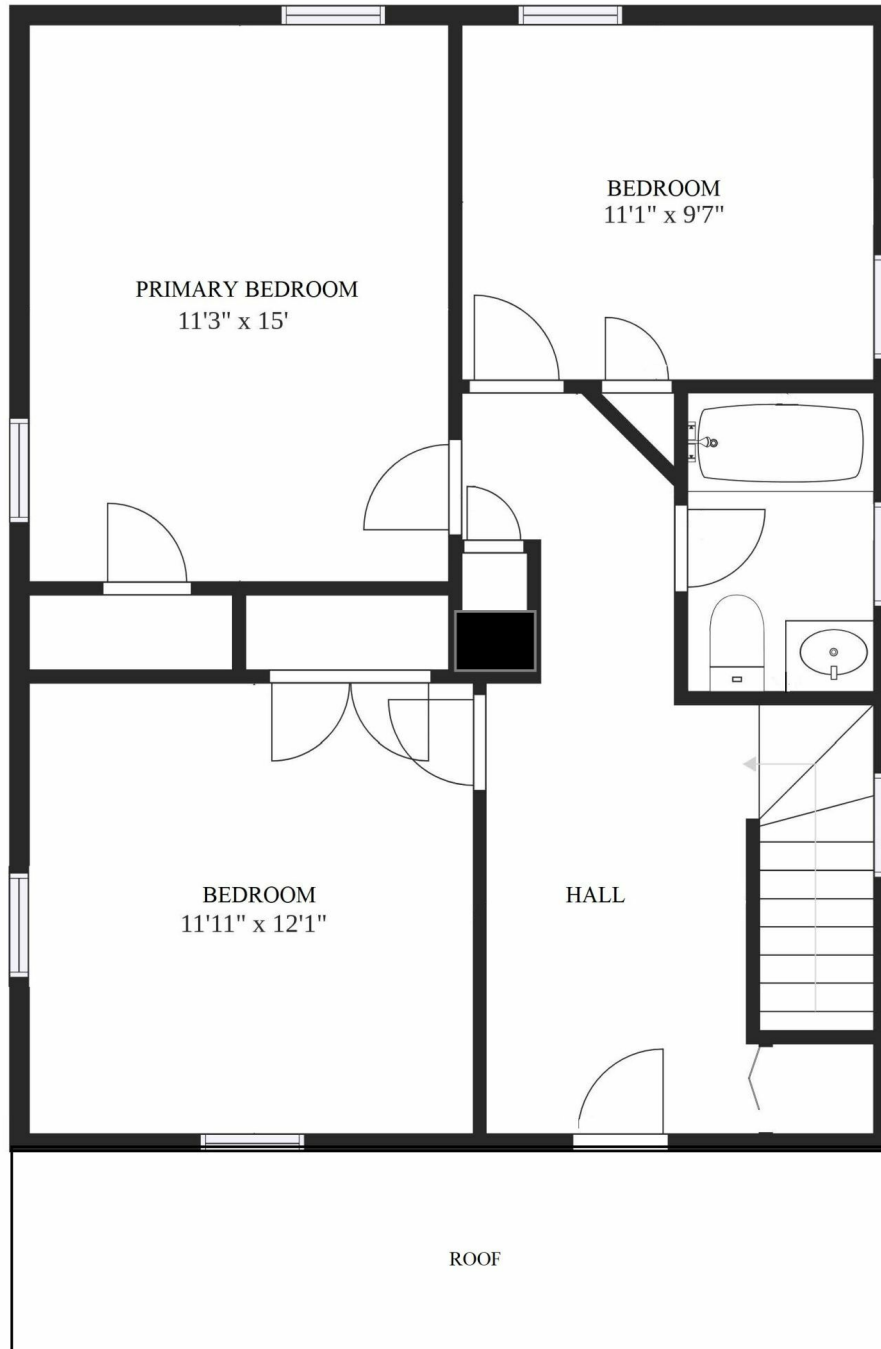 BEDROOM
11'1" x 9'7"
PRIMARY BEDROOM
11'3" x 15'
BEDROOM
11'11" x 12'1"
HALL
ROOF